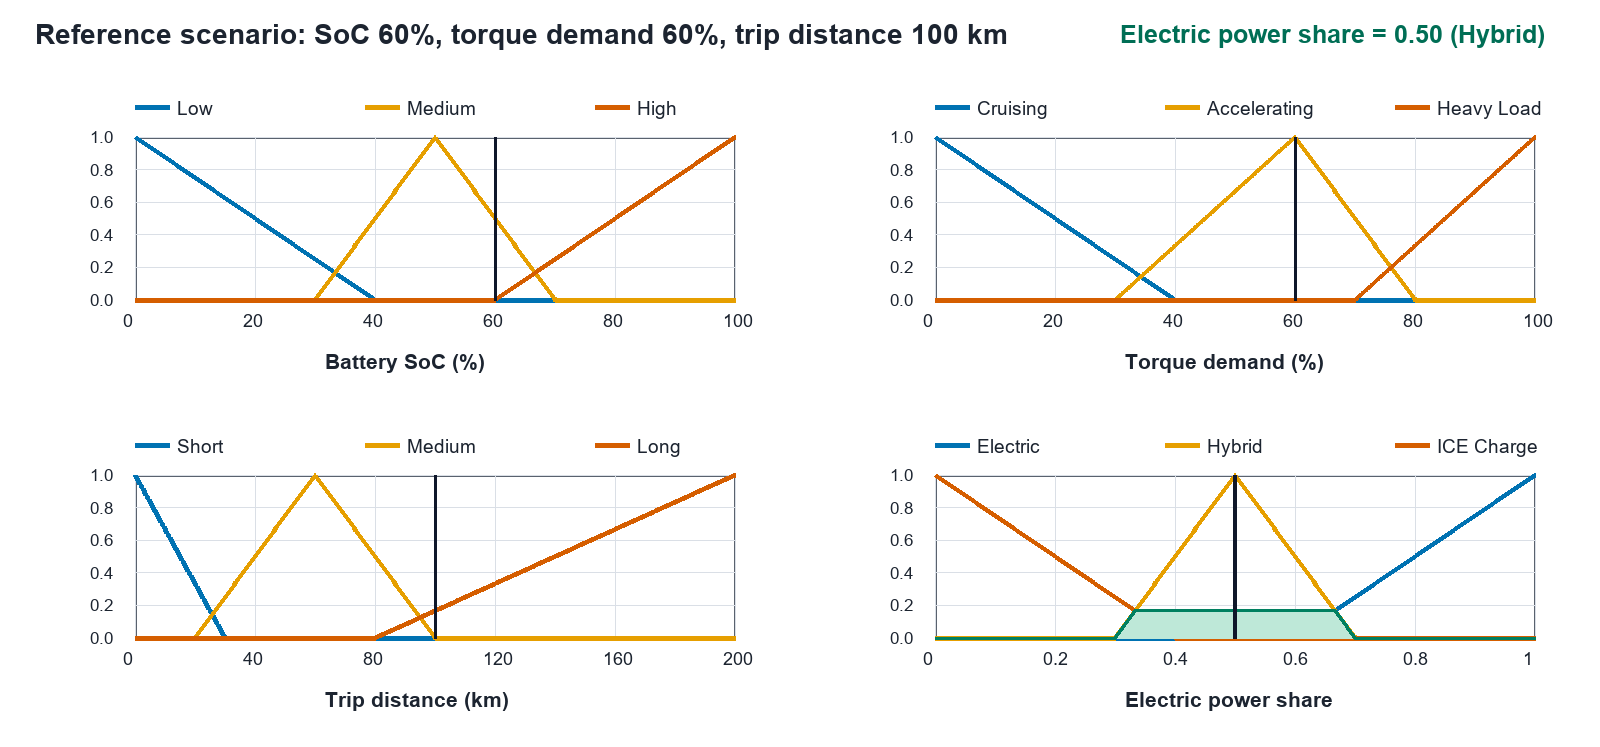 Reference scenario: SoC 60%, torque demand 60%, trip distance 100 km
Electric power share = 0.50 (Hybrid)
Low Medium High
1.0
0.8
0.6
0.4
0.2
0.0
0 20 40 60 80 100
Battery SoC (%)
Cruising Accelerating Heavy Load
1.0
0.8
0.6
0.4
0.2
0.0
0 20 40 60 80 100
Torque demand (%)
Short Medium Long
1.0
0.8
0.6
0.4
0.2
0.0
0 40 80 120 160 200
Trip distance (km)
Electric Hybrid ICE Charge
1.0
0.8
0.6
0.4
0.2
0.0
0 0.2 0.4 0.6 0.8 1
Electric power share